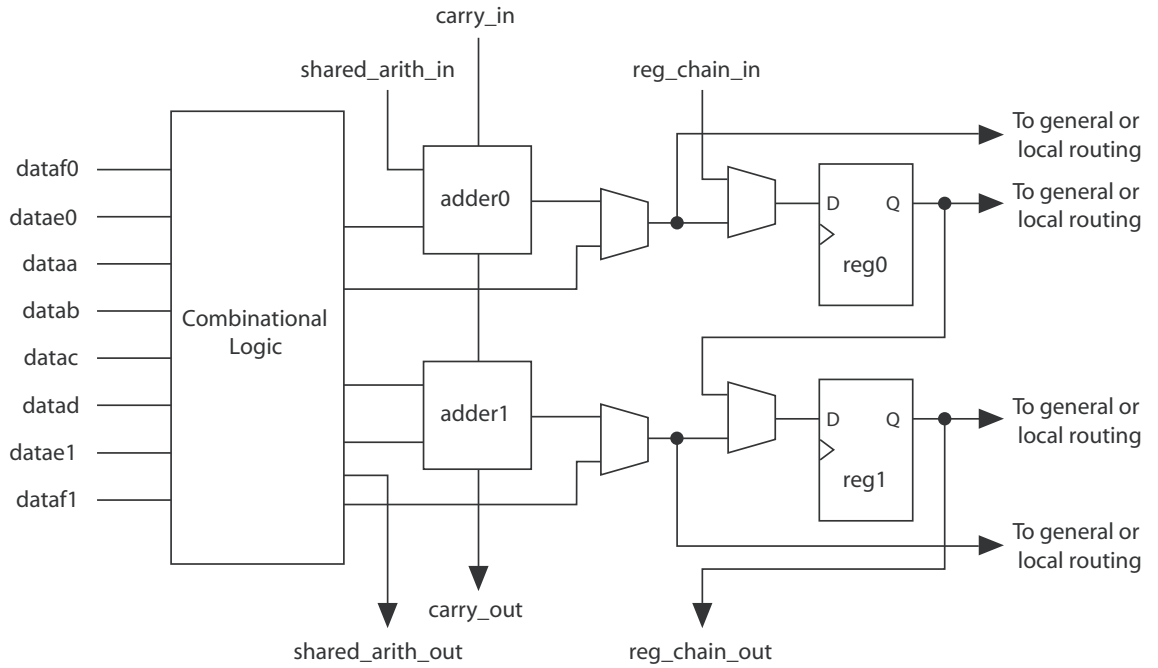 carry_in
shared_arith_in
reg_chain_in
To general or
local routing
dataf0
datae0
dataa
datab
datac
datad
datae1
dataf1
Combinational
Logic
adder0
D Q
reg0
To general or
local routing
adder1
D Q
reg1
To general or
local routing
To general or
local routing
carry_out
shared_arith_out
reg_chain_out